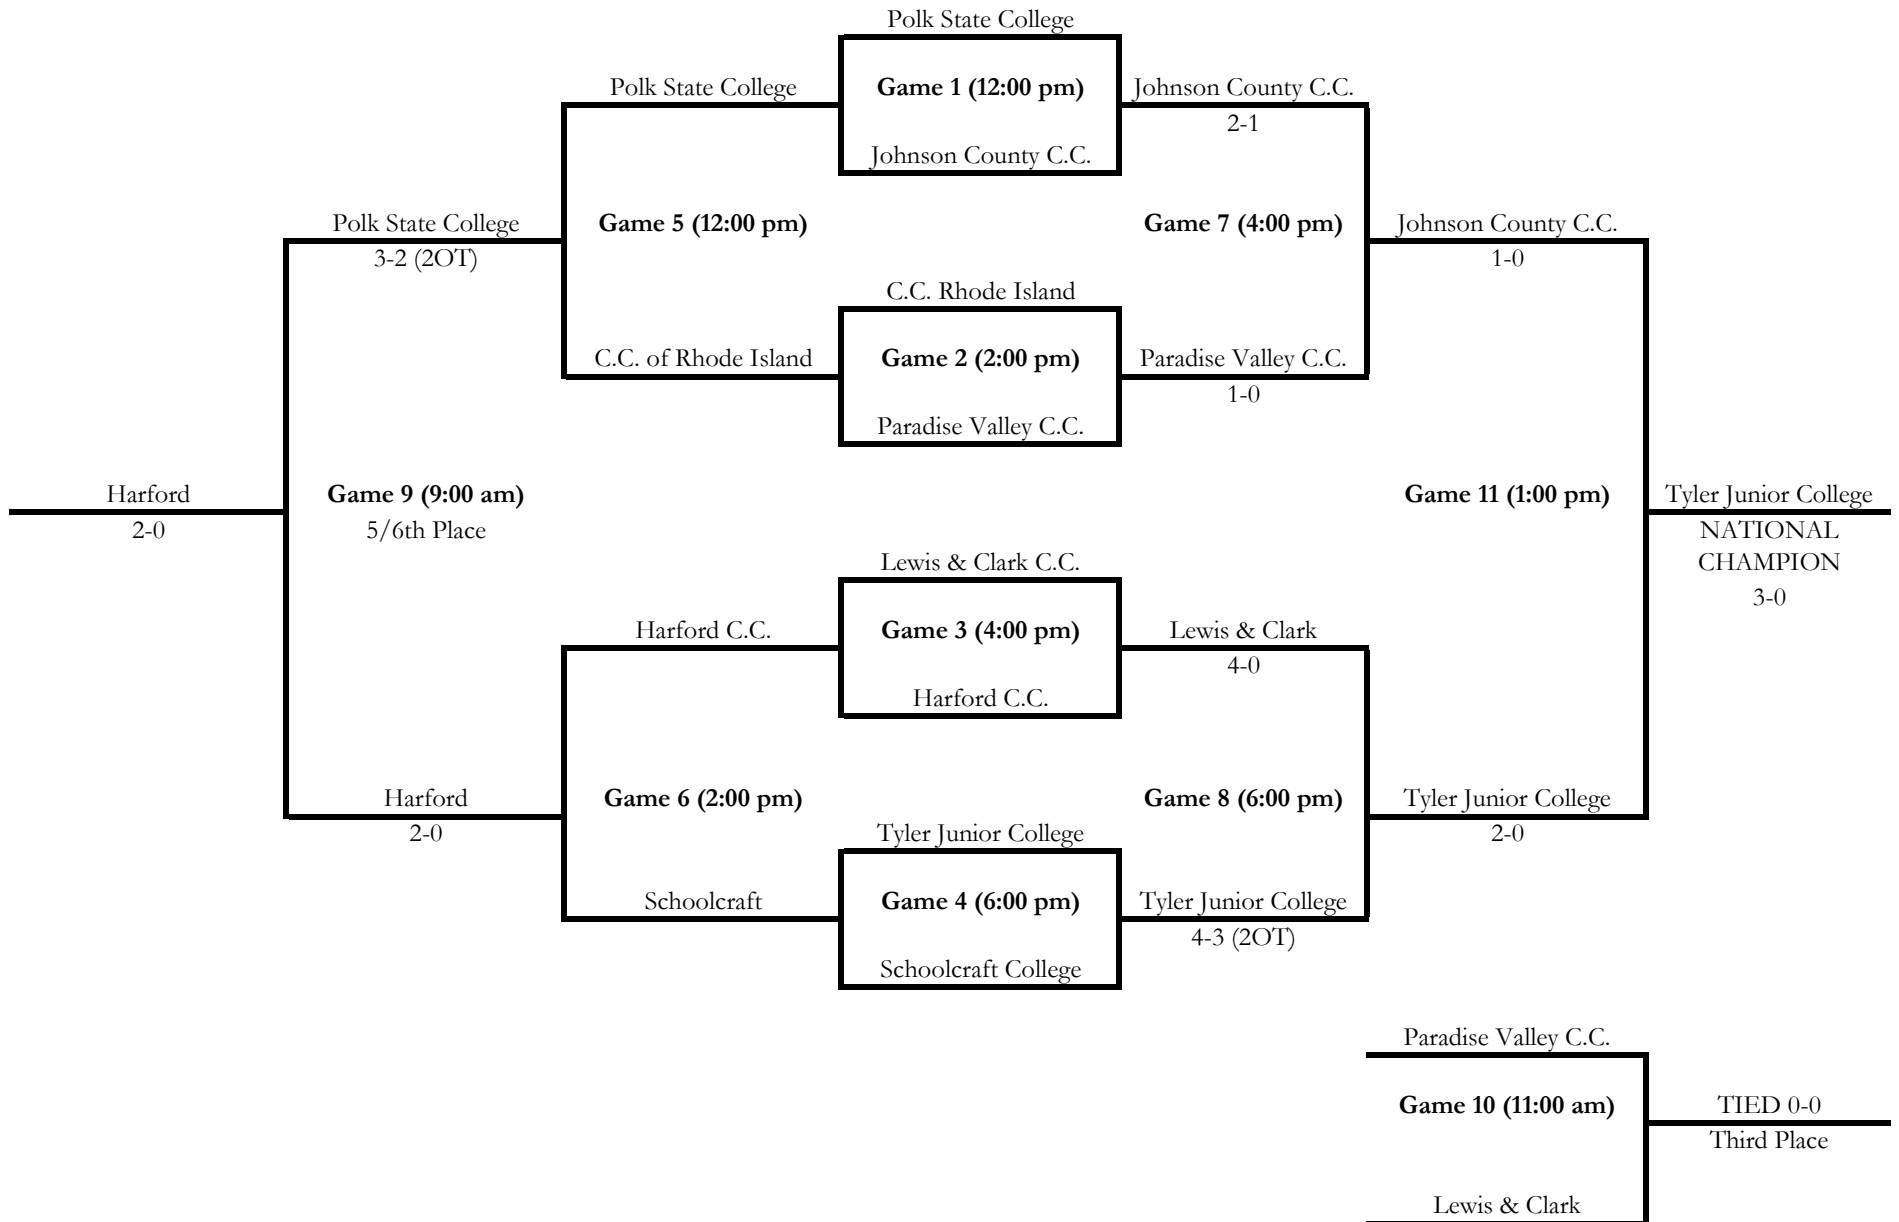 Polk State College
Polk State College
Game 1 (12:00 pm)
Johnson County C.C.
2-1
Johnson County C.C.
Polk State College
Game 5 (12:00 pm)
Game 7 (4:00 pm)
Johnson County C.C.
3-2 (2OT)
1-0
C.C. Rhode Island
C.C. of Rhode Island
Game 2 (2:00 pm)
Paradise Valley C.C.
1-0
Paradise Valley C.C.
Harford
Game 9 (9:00 am)
Game 11 (1:00 pm)
Tyler Junior College
2-0
5/6th Place
NATIONAL
CHAMPION
Lewis & Clark C.C.
3-0
Harford C.C.
Game 3 (4:00 pm)
Lewis & Clark
4-0
Harford C.C.
Harford
Game 6 (2:00 pm)
Game 8 (6:00 pm)
Tyler Junior College
2-0
Tyler Junior College
2-0
Schoolcraft
Game 4 (6:00 pm)
Tyler Junior College
4-3 (2OT)
Schoolcraft College
Paradise Valley C.C.
Game 10 (11:00 am)
TIED 0-0
Third Place
Lewis & Clark